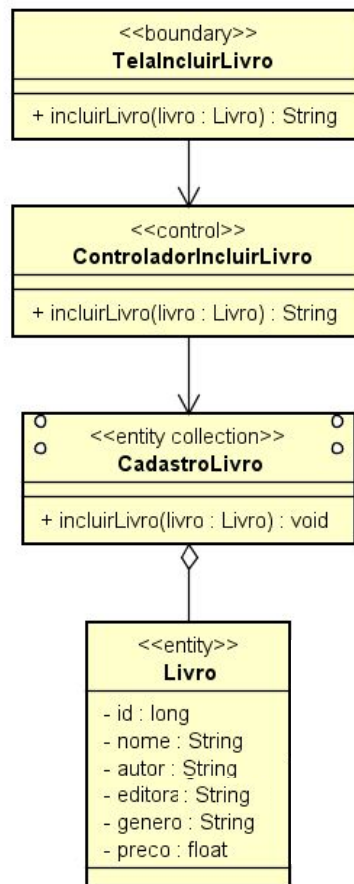 <<boundary>>
TelaIncluirLivro
+ incluirLivro(livro : Livro) : String
<<control>>
ControladorIncluirLivro
+ incluirLivro(livro : Livro) : String
<<entity collection>>
CadastroLivro
+ incluirLivro(livro : Livro) : void
<<entity>>
Livro
- id : long
- nome : String
- autor : String
- editora : String
- genero : String
- preco : float